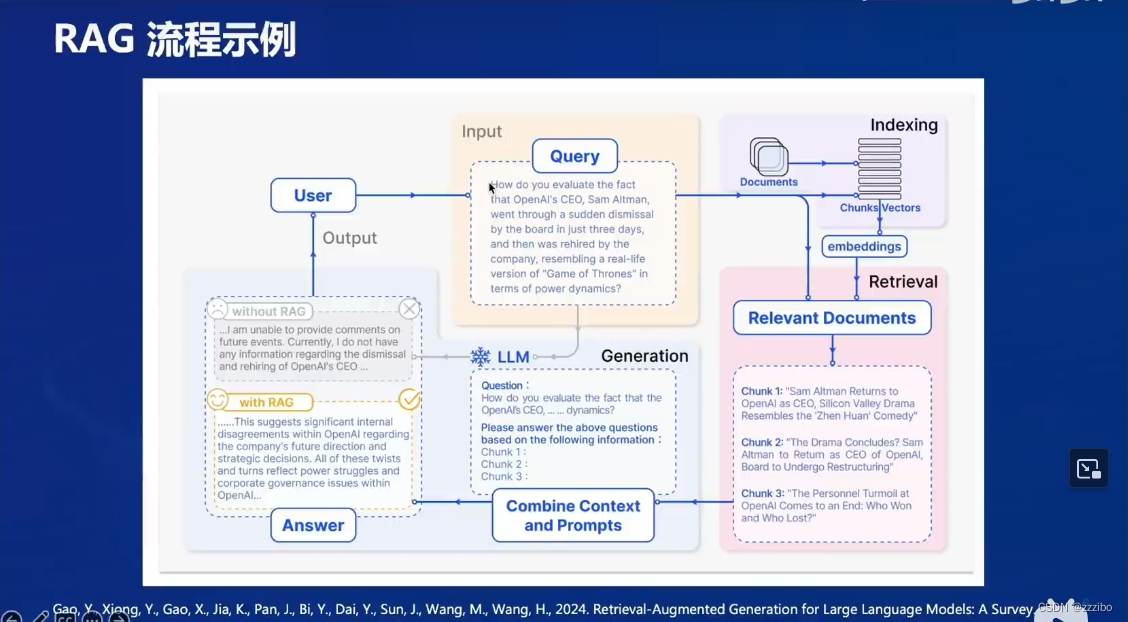 RAG 流程示例
Input
Query
How do you evaluate the fact
that OpenAI's CEO, Sam Altman,
went through a sudden dismissal
by the board in just three days,
and then was rehired by the
company, resembling a real-life
version of "Game of Thrones" in
terms of power dynamics?
Indexing
Documents
Chunks Vectors
embeddings
User
Output
Retrieval
Relevant Documents
Chunk 1: "Sam Altman Returns to
OpenAI as CEO, Silicon Valley Drama
Resembles the 'Zhen Huan' Comedy"
Chunk 2: "The Drama Concludes? Sam
Altman to Return as CEO of OpenAI,
Board to Undergo Restructuring"
Chunk 3: "The Personnel Turmoil at
OpenAI Comes to an End: Who Won
and Who Lost?"
LLM
Generation
Question :
How do you evaluate the fact that the
OpenAI's CEO, ... ... dynamics?
Please answer the above questions
based on the following information :
Chunk 1 :
Chunk 2 :
Chunk 3 :
Combine Context
and Prompts
without RAG
...I am unable to provide comments on
future events. Currently, I do not have
any information regarding the dismissal
and rehiring of OpenAI's CEO ...
with RAG
......This suggests significant internal
disagreements within OpenAI regarding
the company's future direction and
strategic decisions. All of these twists
and turns reflect power struggles and
corporate governance issues within
OpenAI...
Answer
Gao, Y., Xiong, Y., Gao, X., Jia, K., Pan, J., Bi, Y., Dai, Y., Sun, J., Wang, M., Wang, H., 2024. Retrieval-Augmented Generation for Large Language Models: A Survey
CSDN @zzzibo